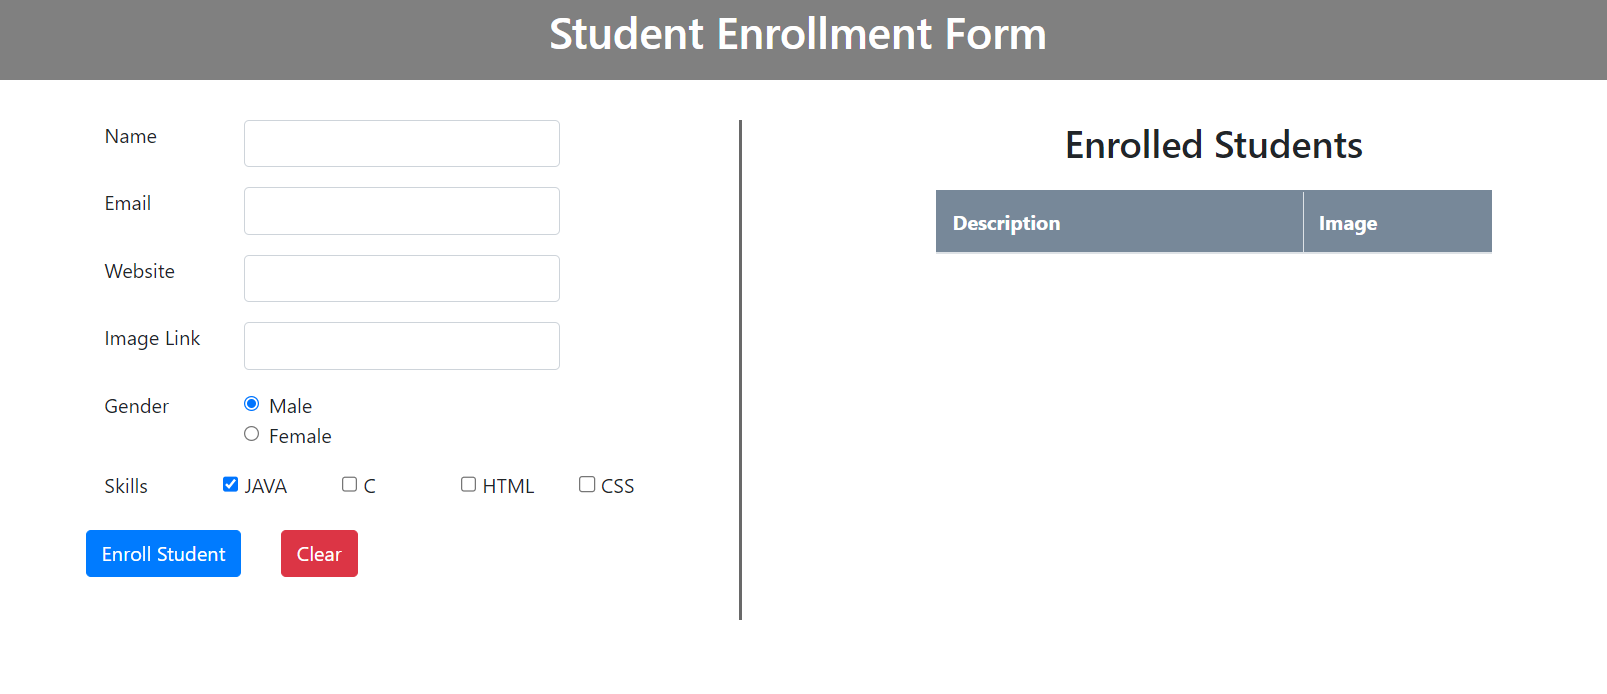 Student Enrollment Form
Name
Email
Website
Image Link
Gender
Male
Female
Skills JAVA C HTML CSS
Enroll Student Clear
Enrolled Students
Description Image